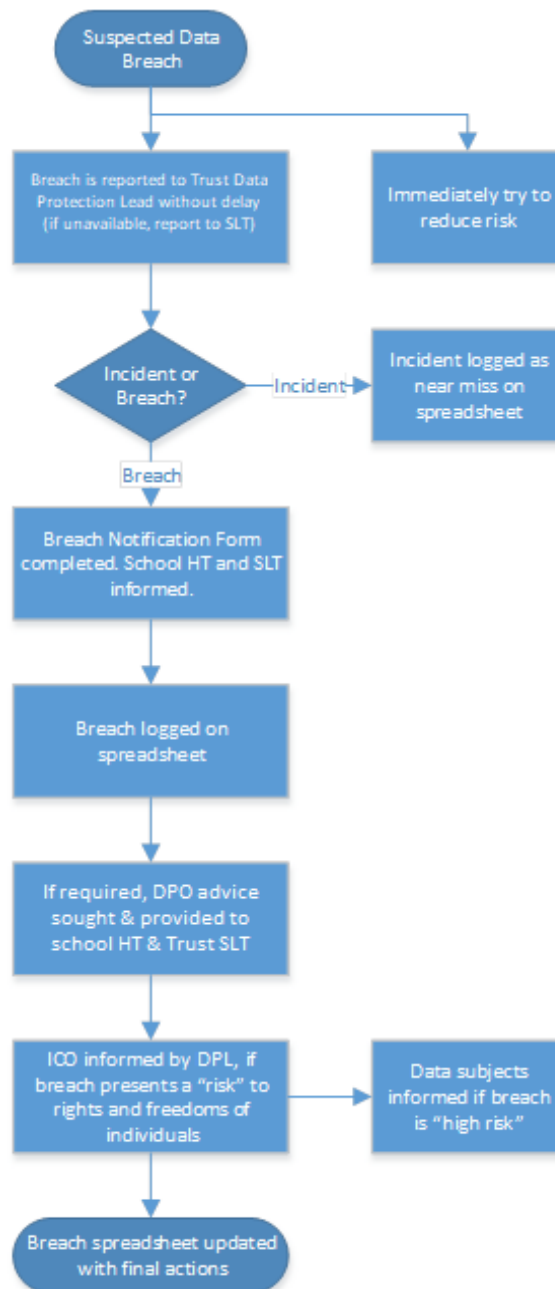 Suspected Data
Breach
Breach is reported to Trust Data
Protection Lead without delay
(if unavailable, report to SLT)
Immediately try to
reduce risk
Incident or
Breach?
Incident
Incident logged as
near miss on
spreadsheet
Breach
Breach Notification Form
completed. School HT and SLT
informed.
Breach logged on
spreadsheet
If required, DPO advice
sought & provided to
school HT & Trust SLT
ICO informed by DPL, if
breach presents a “risk” to
rights and freedoms of
individuals
Data subjects
informed if breach
is “high risk”
Breach spreadsheet updated
with final actions